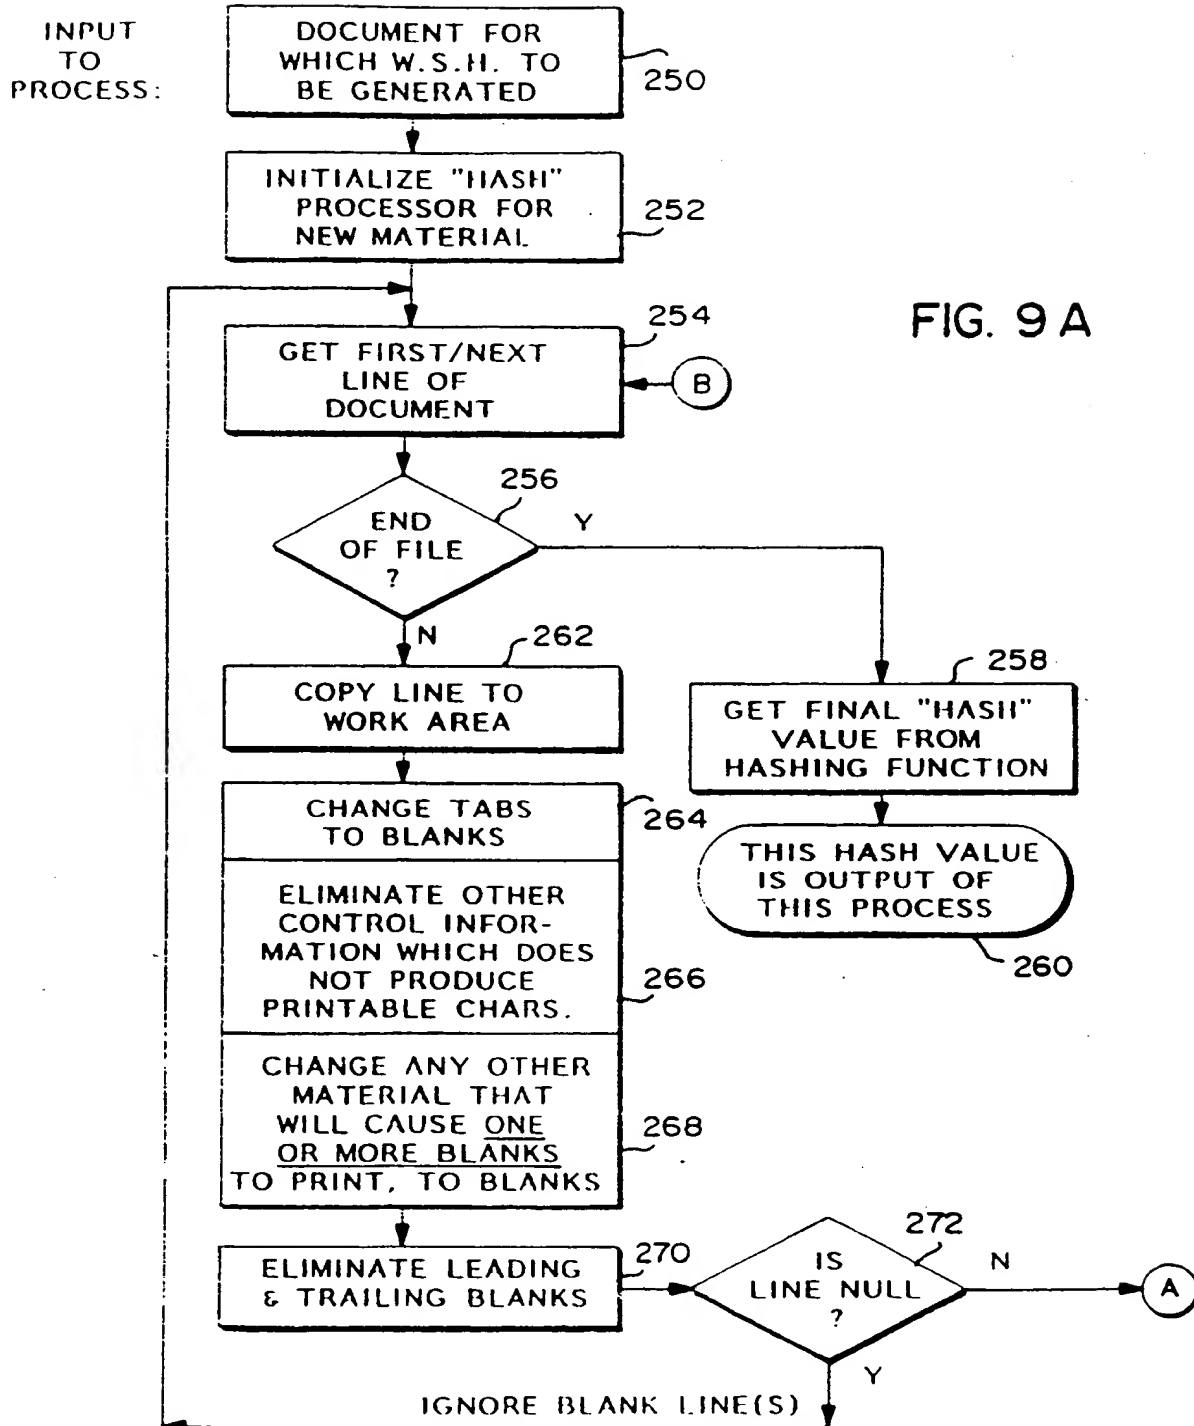 INPUT
TO
PROCESS:
DOCUMENT FOR
WHICH W.S.H. TO
BE GENERATED
250
INITIALIZE "HASH"
PROCESSOR FOR
NEW MATERIAL
252
FIG. 9A
254
GET FIRST/NEXT
LINE OF
DOCUMENT
B
256
END
OF FILE
?
Y
N
262
COPY LINE TO
WORK AREA
258
GET FINAL "HASH"
VALUE FROM
HASHING FUNCTION
CHANGE TABS
TO BLANKS
264
THIS HASH VALUE
IS OUTPUT OF
THIS PROCESS
260
ELIMINATE OTHER
CONTROL INFOR-
MATION WHICH DOES
NOT PRODUCE
PRINTABLE CHARS.
266
CHANGE ANY OTHER
MATERIAL THAT
WILL CAUSE ONE
OR MORE BLANKS
TO PRINT, TO BLANKS
268
ELIMINATE LEADING
& TRAILING BLANKS
270
272
IS
LINE NULL
?
N
A
Y
IGNORE BLANK LINE(S)